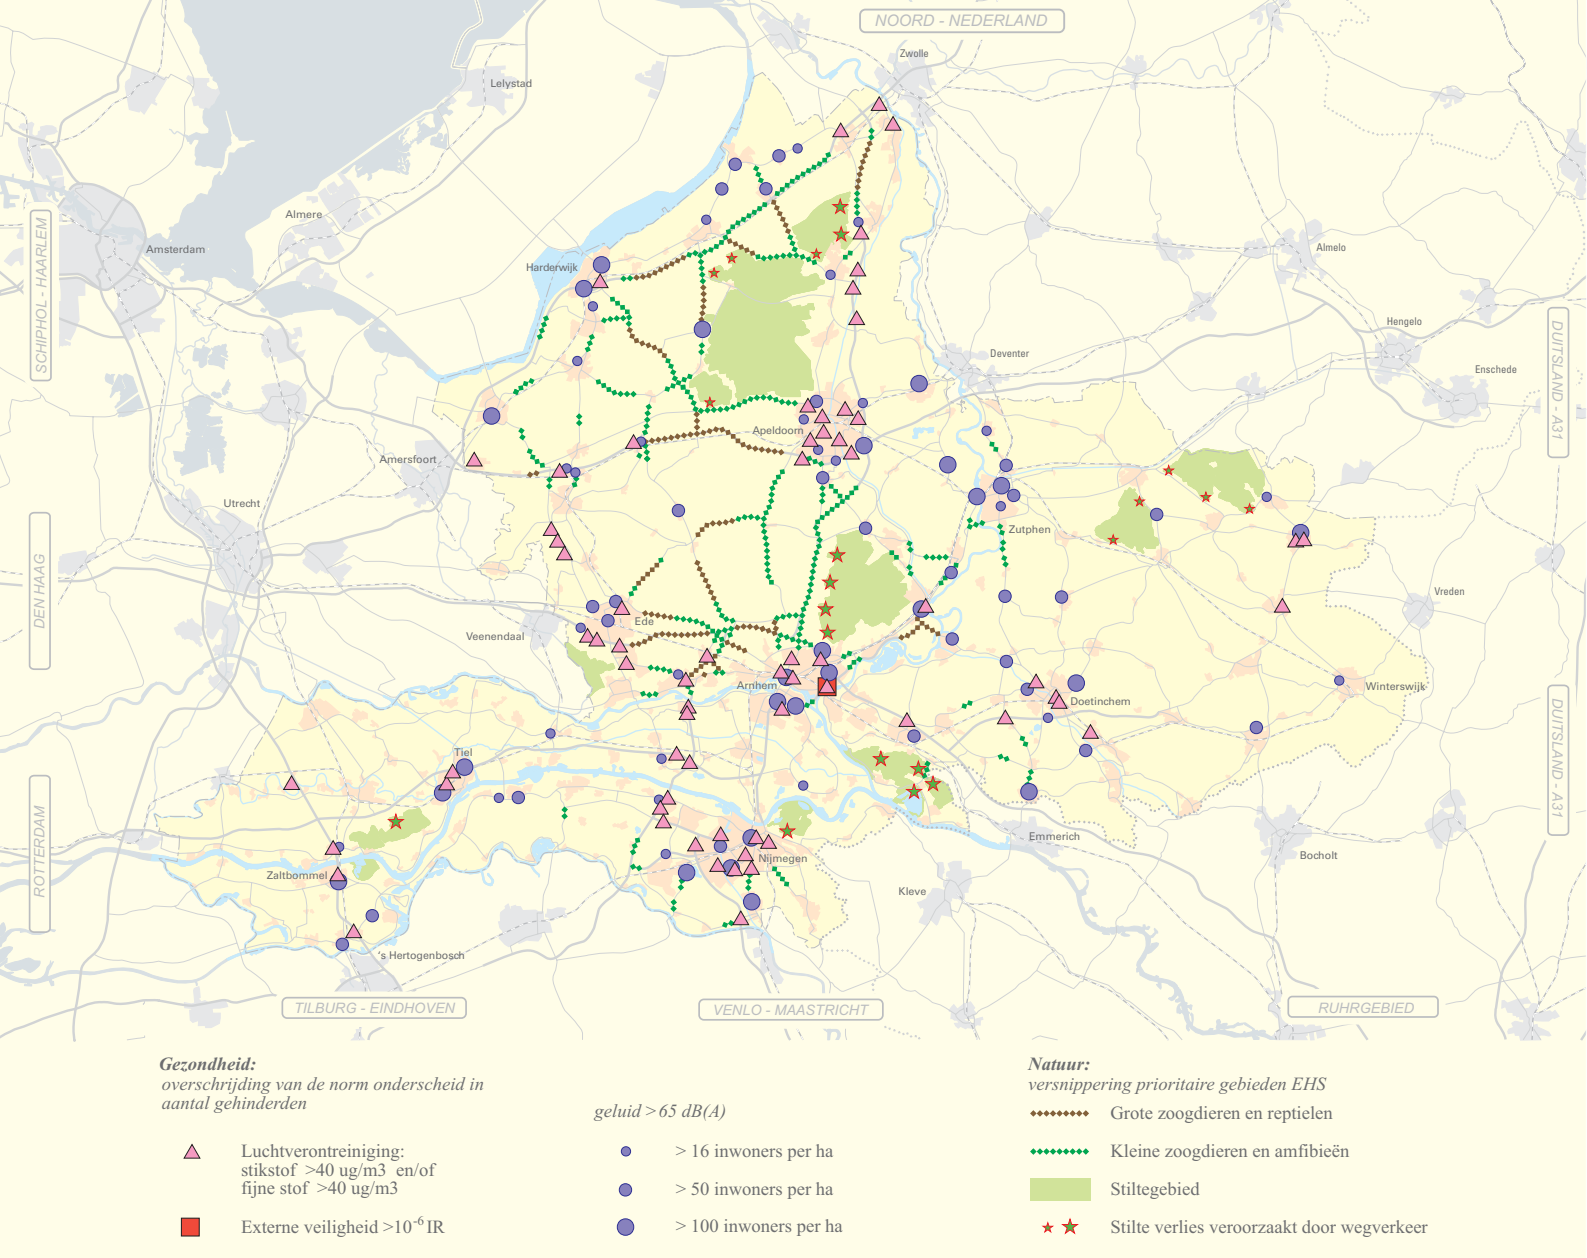 NOORD - NEDERLAND
Zwolle
Lelystad
Almere
Amsterdam
SCHIPHOL - HAARLEM
Harderwijk
Almelo
Hengelo
Deventer
Enschede
DUITSLAND - A31
Apeldoorn
Amersfoort
Utrecht
Zutphen
DEN HAAG
Vreden
Ede
Veenendaal
Arnhem
Winterswijk
Doetinchem
DUITSLAND - A31
Tiel
ROTTERDAM
Emmerich
Nijmegen
Bocholt
Zaltbommel
Kleve
's Hertogenbosch
TILBURG - EINDHOVEN
VENLO - MAASTRICHT
RUHRGEBIED
Gezondheid:
overschrijding van de norm onderscheid in
aantal gehinderden
Luchtverontreiniging:
stikstof >40 ug/m3 en/of
fijne stof >40 ug/m3
Externe veiligheid >10-6 IR
geluid >65 dB(A)
> 16 inwoners per ha
> 50 inwoners per ha
> 100 inwoners per ha
Natuur:
versnippering prioritaire gebieden EHS
Grote zoogdieren en reptielen
Kleine zoogdieren en amfibieën
Stiltegebied
Stilte verlies veroorzaakt door wegverkeer